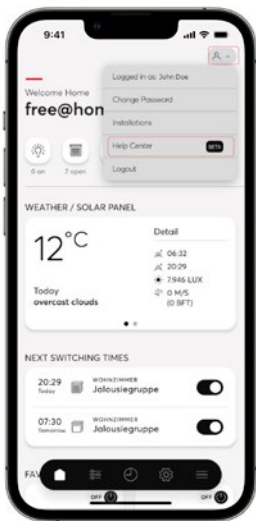 9:41
Logged in as: John Doe
Welcome Home
Change Password
free@hom
Installations
Help Center BETA
Logout
0 on
7 open
WEATHER / SOLAR PANEL
12°C
Detail
06:32
20:29
7.946 LUX
Today
0 M/S
overcast clouds
(0 BFT)
NEXT SWITCHING TIMES
20:29
WOHNZIMMER
Today
Jalousiegruppe
07:30
WOHNZIMMER
Tomorrow
Jalousiegruppe
FAV
OFF
OFF